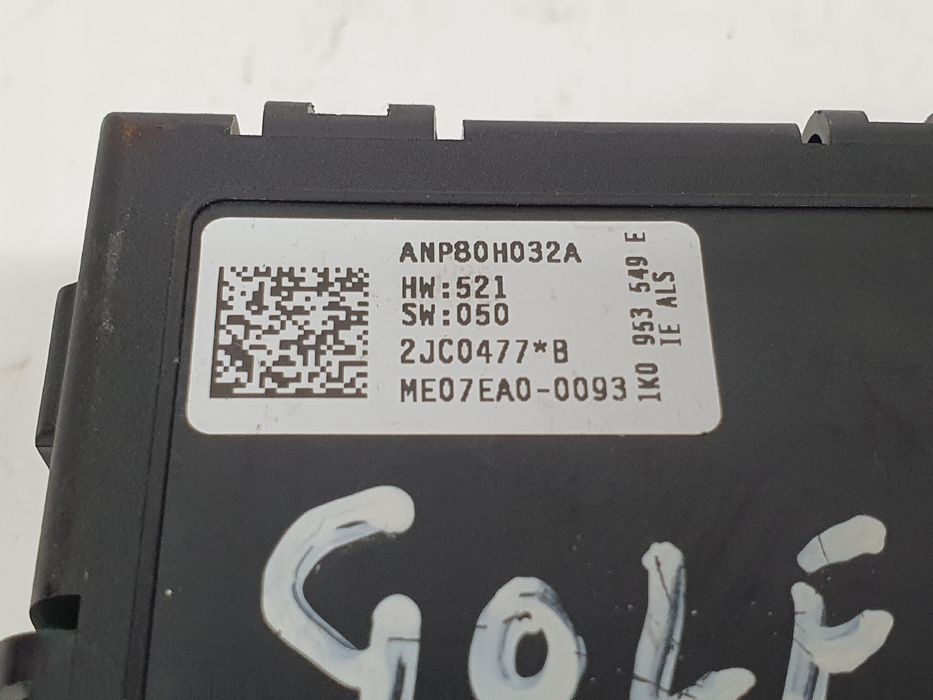 ANP80H032A
HW:521
SW:050
2JC0477*B
ME07EA0-0093
1K0 953 549 E
IE ALS
GOLF